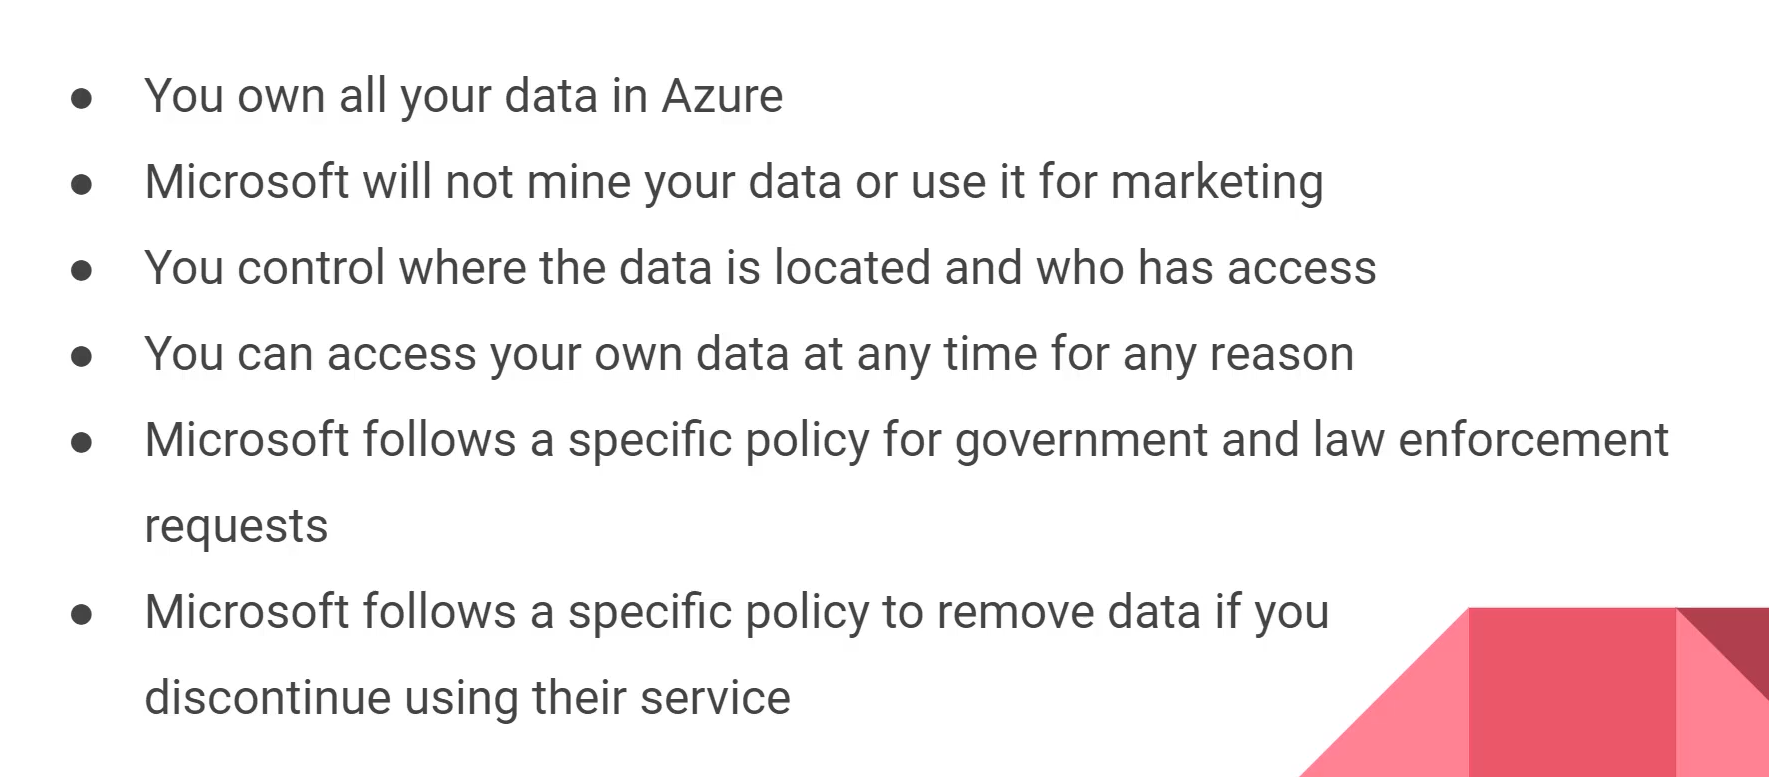 ● You own all your data in Azure
● Microsoft will not mine your data or use it for marketing
● You control where the data is located and who has access
● You can access your own data at any time for any reason
● Microsoft follows a specific policy for government and law enforcement
requests
● Microsoft follows a specific policy to remove data if you
discontinue using their service